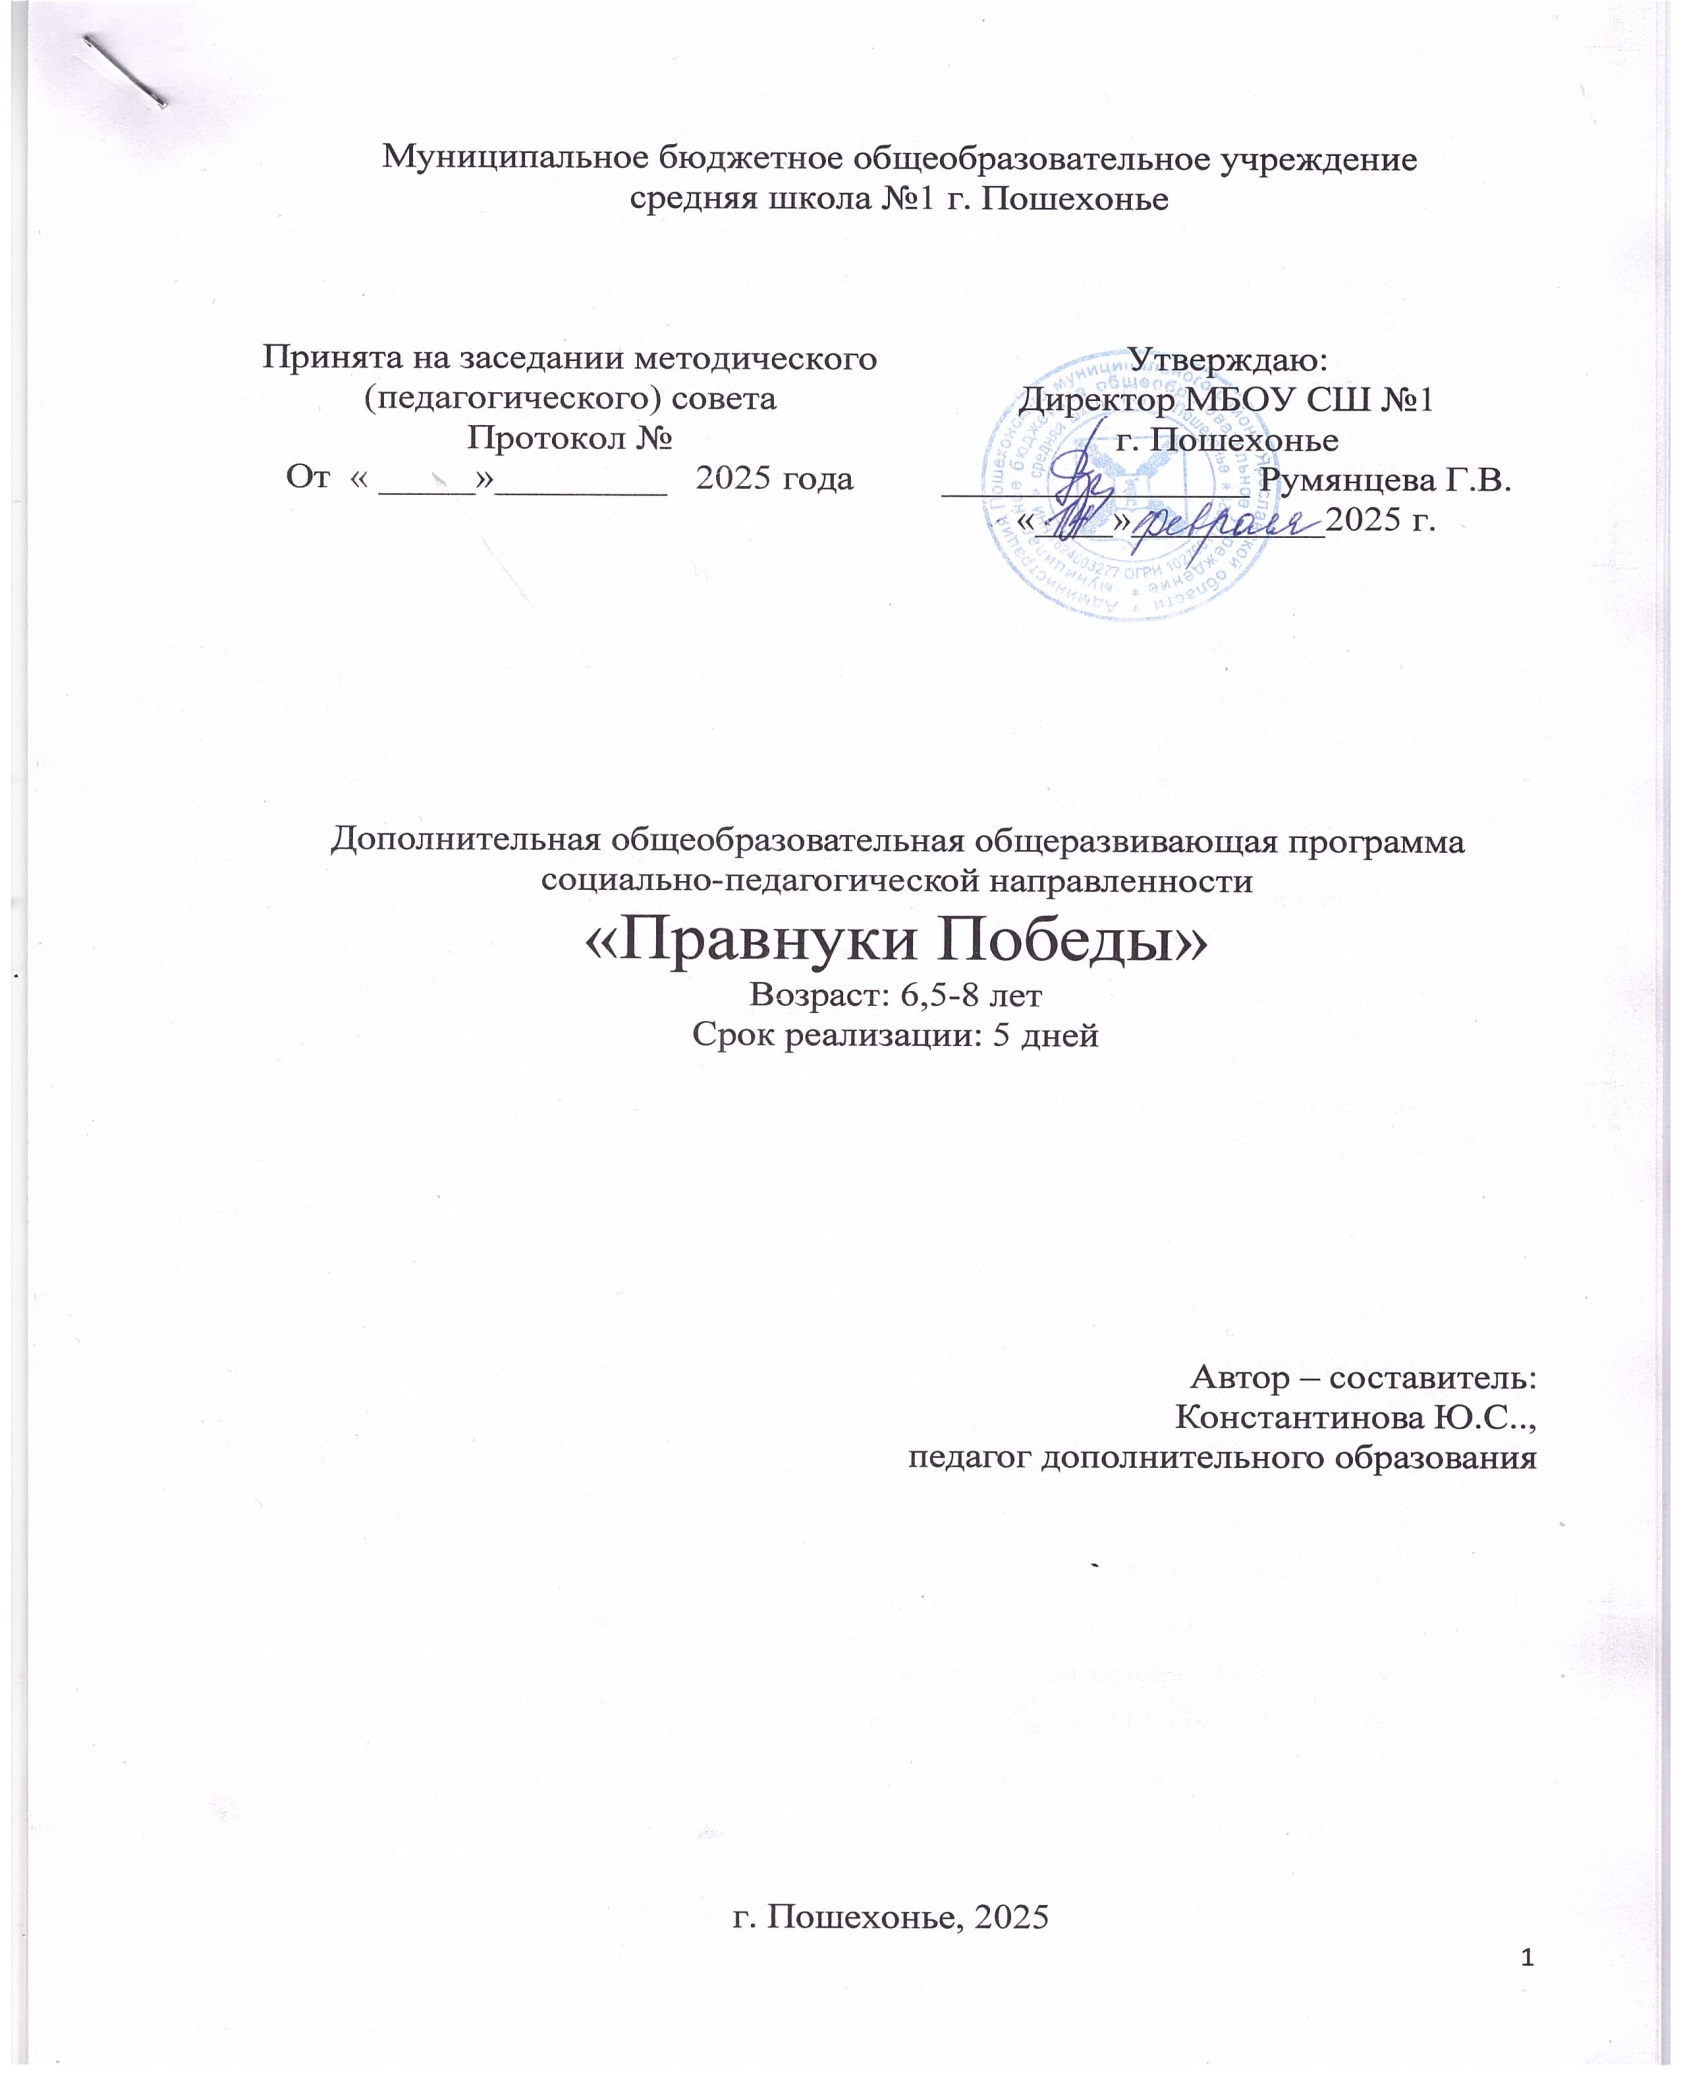 Муниципальное бюджетное общеобразовательное учреждение
средняя школа №1 г. Пошехонье
Принята на заседании методического
(педагогического) совета
Протокол №
От « _____»_________ 2025 года
Утверждаю:
Директор МБОУ СШ №1
г. Пошехонье
________________ Румянцева Г.В.
«____» февраля 2025 г.
Дополнительная общеобразовательная общеразвивающая программа
социально-педагогической направленности
«Правнуки Победы»
Возраст: 6,5-8 лет
Срок реализации: 5 дней
Автор – составитель:
Константинова Ю.С..,
педагог дополнительного образования
г. Пошехонье, 2025
1